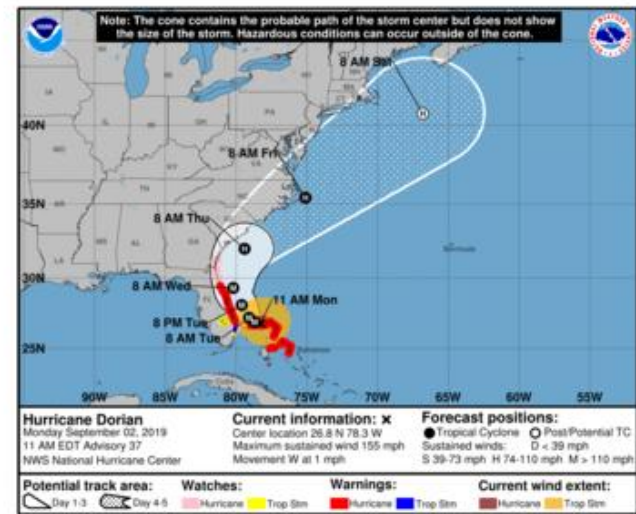 Note: The cone contains the probable path of the storm center but does not show
the size of the storm. Hazardous conditions can occur outside of the cone.
8 AM Sat
H
40N
8 AM Fri
H
35N
8 AM Thu
H
30N
Bermuda
8 AM Wed
M
11 AM Mon
M
8 PM Tue
8 AM Tue
25N
90W 85W 80W 75W 70W 65W 60W 55W
Hurricane Dorian
Monday September 02, 2019
11 AM EDT Advisory 37
NWS National Hurricane Center
Current information: x
Center location 26.8 N 78.3 W
Maximum sustained wind 155 mph
Movement W at 1 mph
Forecast positions:
Tropical Cyclone Post/Potential TC
Sustained winds: D < 39 mph
S 39-73 mph H 74-110 mph M > 110 mph
Potential track area:
Day 1-3 Day 4-5
Watches:
Hurricane Trop Stm
Warnings:
Hurricane Trop Stm
Current wind extent:
Hurricane Trop Stm